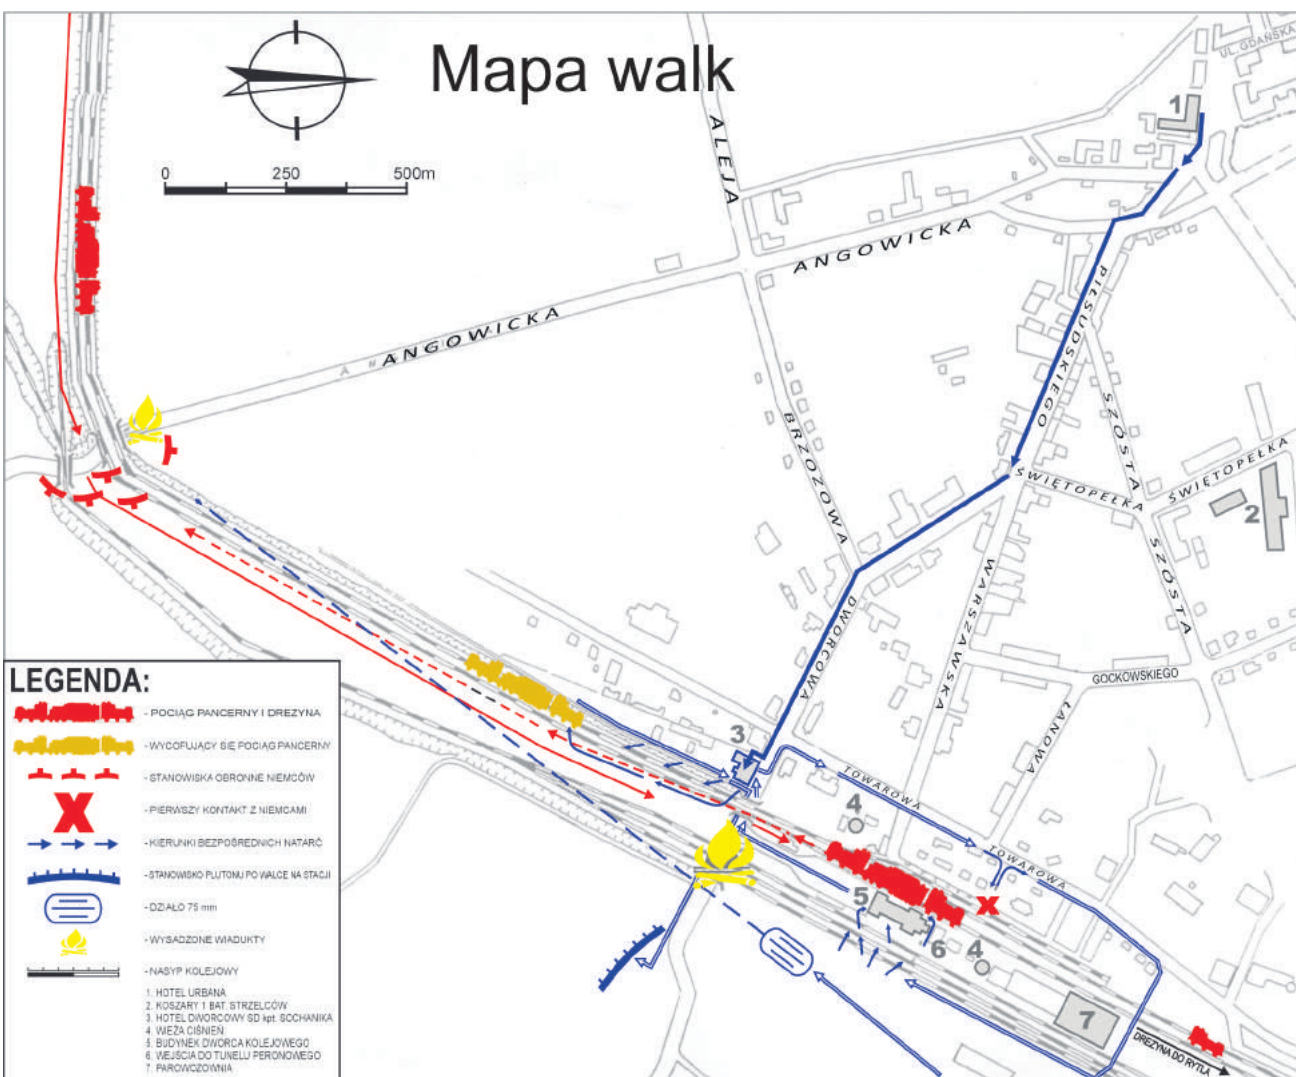 Mapa walk
0 250 500m
UL. GDAŃSKA
1
ALEJA
ANGOWICKA
ANGOWICKA
PIŁSUDSKIEGO
SZÓSTA
ŚWIĘTOPEŁKA
ŚWIĘTOPEŁKA
2
BRZOZOWA
SZÓSTA
DWORCOWA
WARSZAWSKA
GOCKOWSKIEGO
ŁANOWA
3
TOWAROWA
4
TOWAROWA
5
6
4
7
DREZYNA DO RYTLA
LEGENDA:
- POCIĄG PANCERNY I DREZYNA
- WYCOFUJĄCY SIĘ POCIĄG PANCERNY
- STANOWISKA OBRONNE NIEMCÓW
- PIERWSZY KONTAKT Z NIEMCAMI
- KIERUNKI BEZPOŚREDNICH NATARĆ
- STANOWISKO PLUTONU PO WALCE NA STACJI
- DZIAŁO 75 mm
- WYSADZONE WIADUKTY
- NASYP KOLEJOWY
1. HOTEL URBANA
2. KOSZARY 1 BAT. STRZELCÓW
3. HOTEL DWORCOWY SD kpt. SOCHANIKA
4. WIEŻA CIŚNIEŃ
5. BUDYNEK DWORCA KOLEJOWEGO
6. WEJŚCIA DO TUNELU PERONOWEGO
7. PAROWOZOWNIA